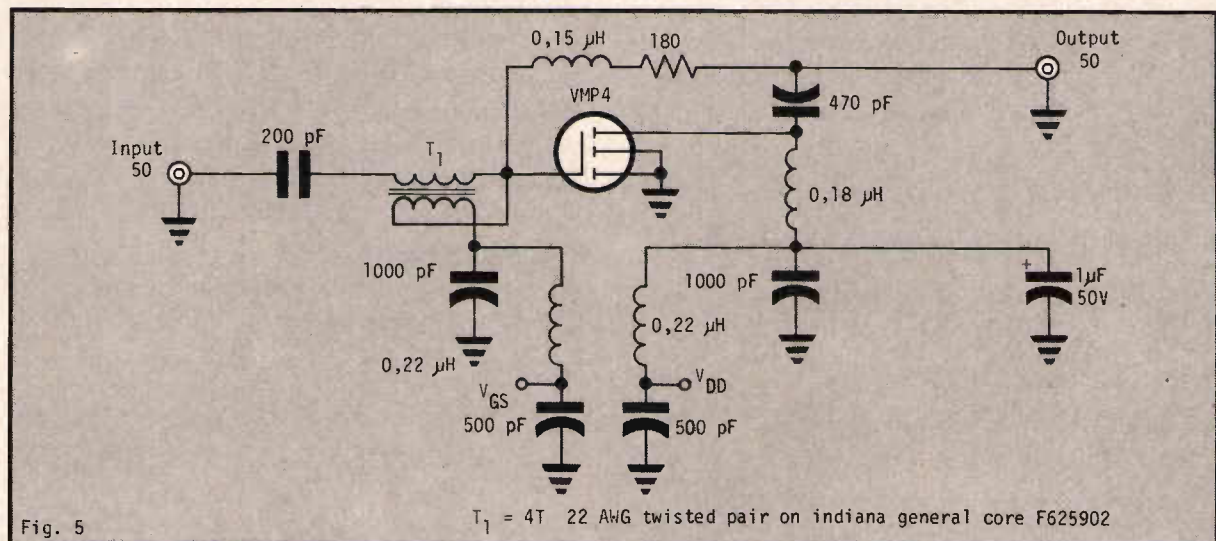 0,15 µH
180
Output
50
VMP4
470 pF
200 pF
Input
50
T1
0,18 µH
1000 pF
1000 pF
+
1µF
50V
0,22 µH
0,22 µH
VGS
VDD
500 pF
500 pF
Fig. 5
T1 = 4T 22 AWG twisted pair on indiana general core F625902